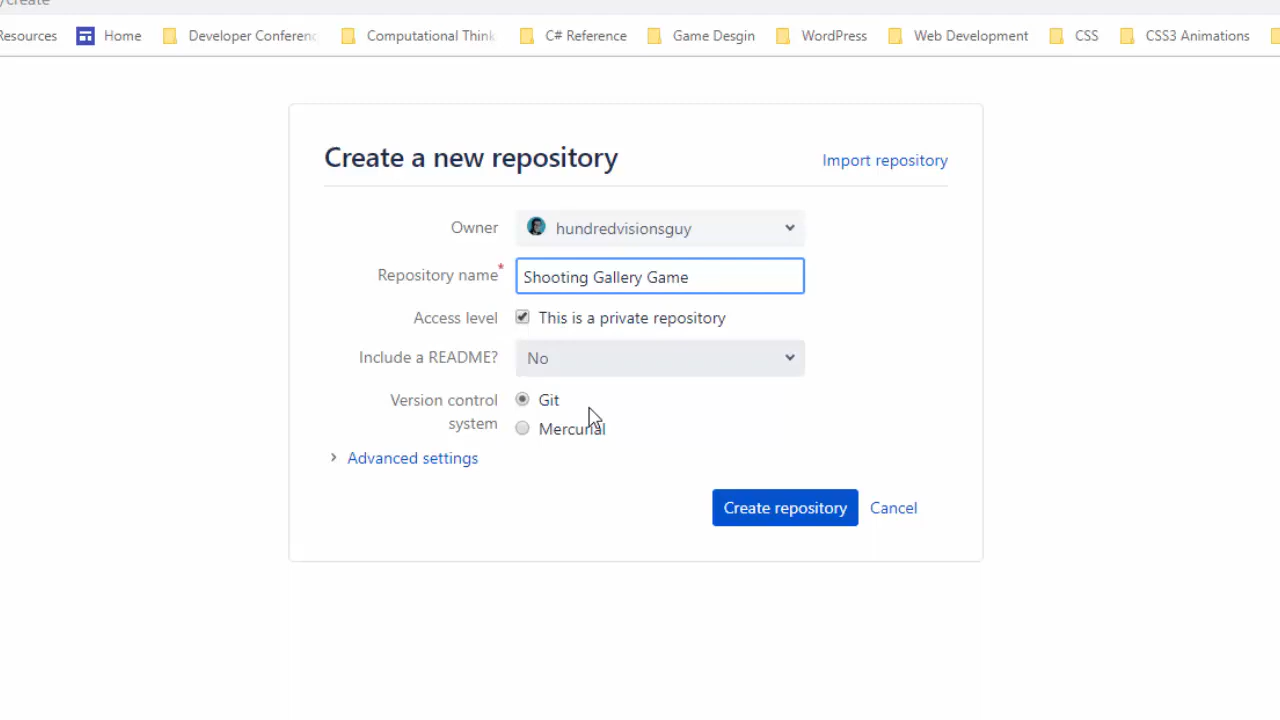 /create
Resources Home Developer Conferenc Computational Think C# Reference Game Desgin WordPress Web Development CSS CSS3 Animations
Create a new repository
Import repository
Owner hundredvisionsguy
Repository name* Shooting Gallery Game
Access level This is a private repository
Include a README? No
Version control system
Git
Mercurial
Advanced settings
Create repository Cancel